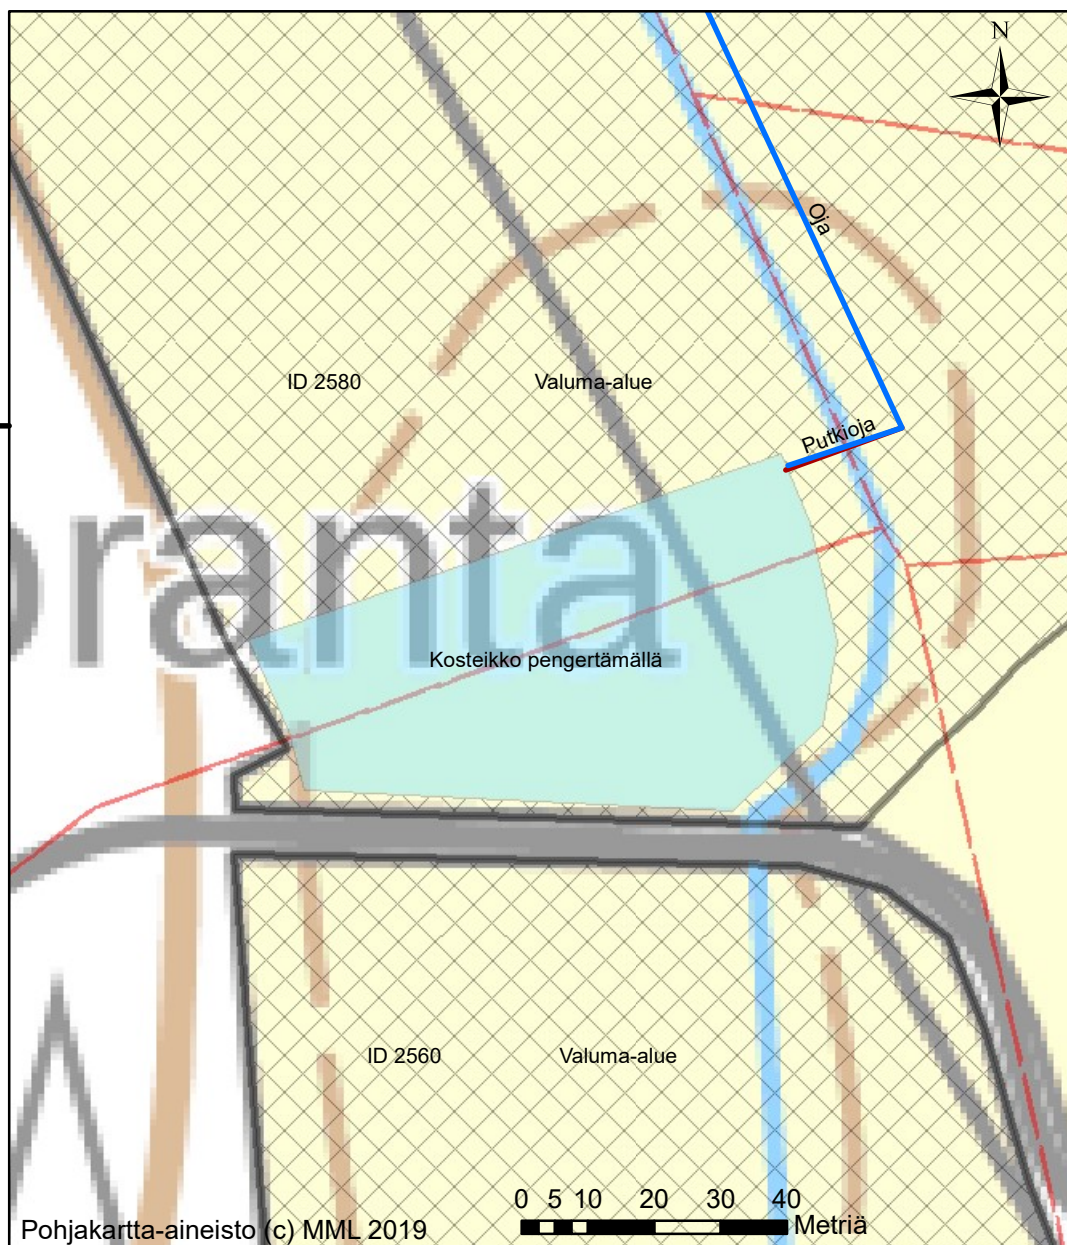 N
Oja
ID 2580 Valuma-alue
Putkioja
oranta
Kosteikko pengertämällä
ID 2560 Valuma-alue
0 5 10 20 30 40
Metriä
Pohjakartta-aineisto (c) MML 2019